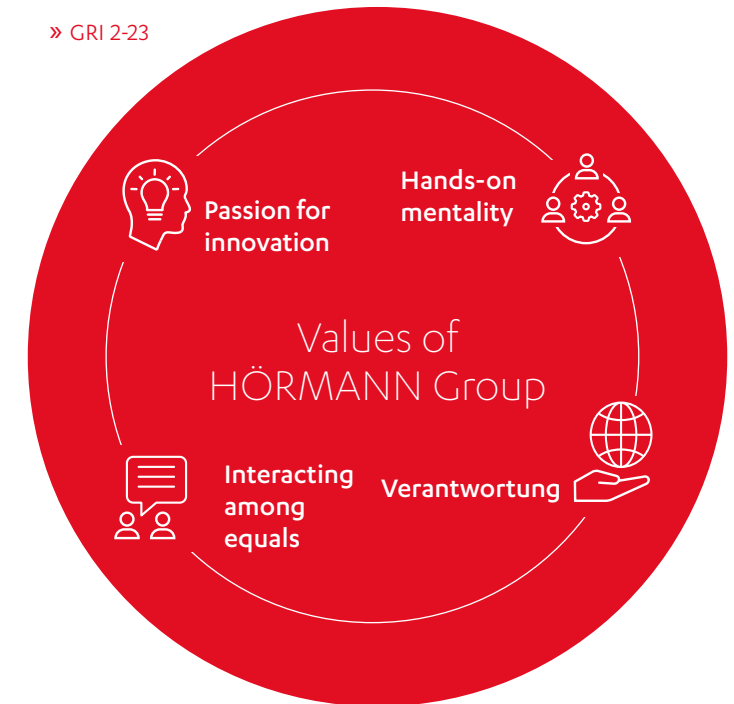 » GRI 2-23
Passion for
innovation
Hands-on
mentality
Values of
HÖRMANN Group
Interacting
among
equals
Verantwortung